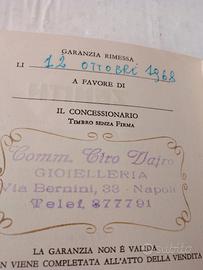 GARANZIA RIMESSA
LI 12 OTTOBRE 1968
A FAVORE DI
IL CONCESSIONARIO
TIMBRO SENZA FIRMA
Comm. Ciro Dajro
GIOIELLERIA
Via Bernini, 33 - Napoli
Telef. 377791
LA GARANZIA NON È VALIDA
ON VIENE COMPLETATA ALL'ATTO DELLA VENDITA